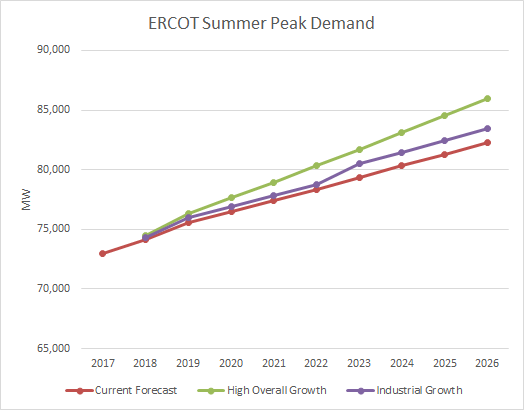 ERCOT Summer Peak Demand
90,000
85,000
80,000
75,000
70,000
65,000
MW
2017 2018 2019 2020 2021 2022 2023 2024 2025 2026
Current Forecast High Overall Growth Industrial Growth